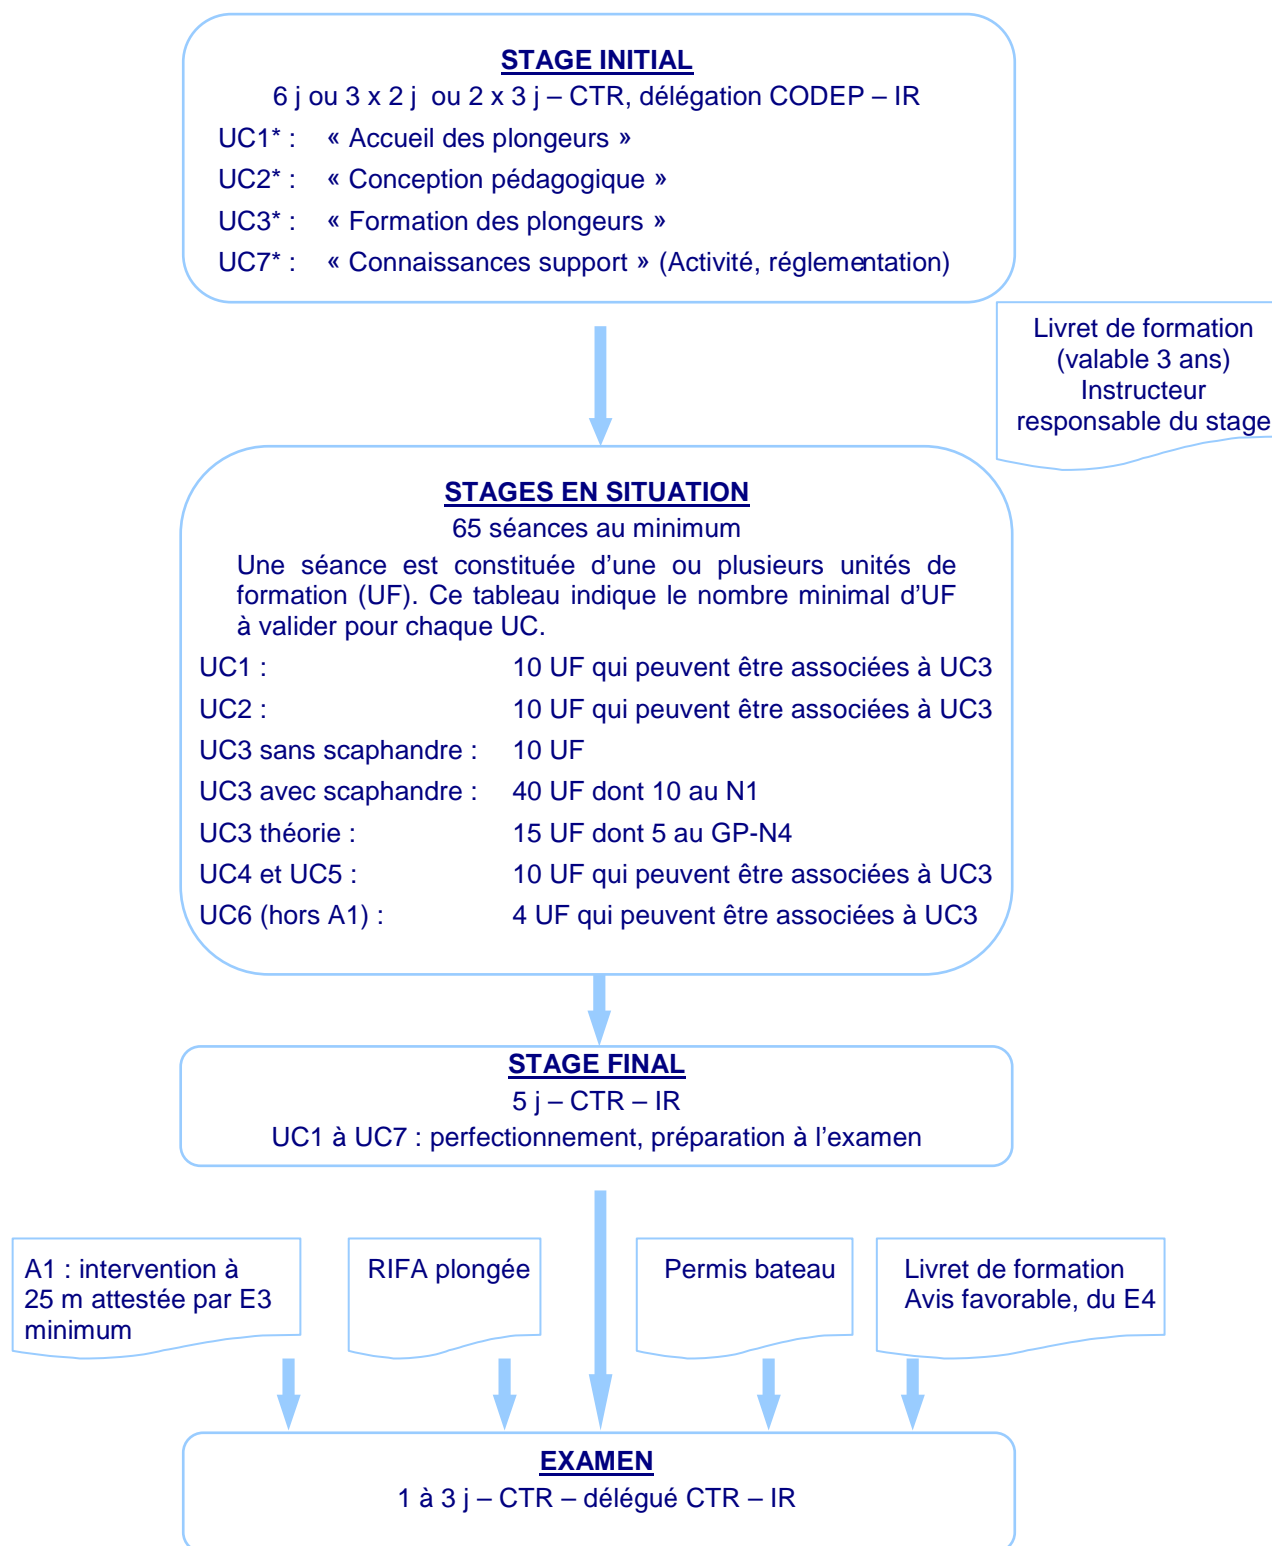 STAGE INITIAL
6 j ou 3 x 2 j ou 2 x 3 j – CTR, délégation CODEP – IR
UC1* : « Accueil des plongeurs »
UC2* : « Conception pédagogique »
UC3* : « Formation des plongeurs »
UC7* : « Connaissances support » (Activité, réglementation)
Livret de formation
(valable 3 ans)
Instructeur
responsable du stage
STAGES EN SITUATION
65 séances au minimum
Une séance est constituée d’une ou plusieurs unités de
formation (UF). Ce tableau indique le nombre minimal d’UF
à valider pour chaque UC.
UC1 : 10 UF qui peuvent être associées à UC3
UC2 : 10 UF qui peuvent être associées à UC3
UC3 sans scaphandre : 10 UF
UC3 avec scaphandre : 40 UF dont 10 au N1
UC3 théorie : 15 UF dont 5 au GP-N4
UC4 et UC5 : 10 UF qui peuvent être associées à UC3
UC6 (hors A1) : 4 UF qui peuvent être associées à UC3
STAGE FINAL
5 j – CTR – IR
UC1 à UC7 : perfectionnement, préparation à l’examen
A1 : intervention à
25 m attestée par E3
minimum
RIFA plongée
Permis bateau
Livret de formation
Avis favorable, du E4
EXAMEN
1 à 3 j – CTR – délégué CTR – IR